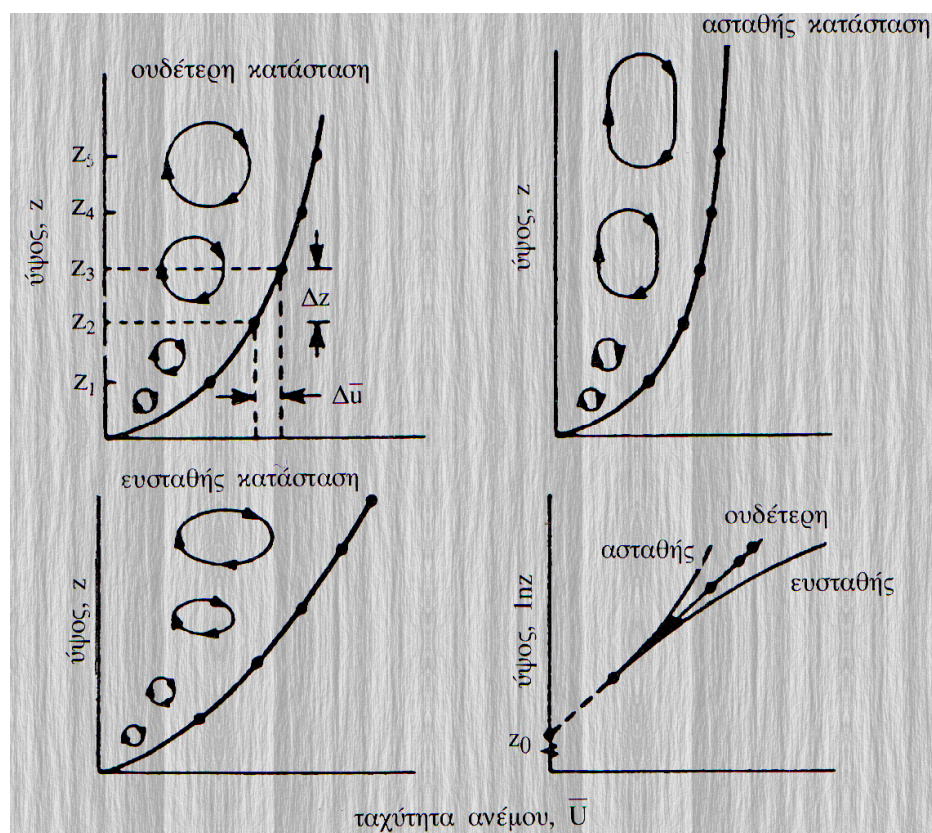 ουδέτερη κατάσταση
ύψος, z
Z5
Z4
Z3
Z2
Z1
Δz
Δu̅
ασταθής κατάσταση
ύψος, z
ευσταθής κατάσταση
ύψος, z
ύψος, lnz
ασταθής
ουδέτερη
ευσταθής
z0
ταχύτητα ανέμου, U̅